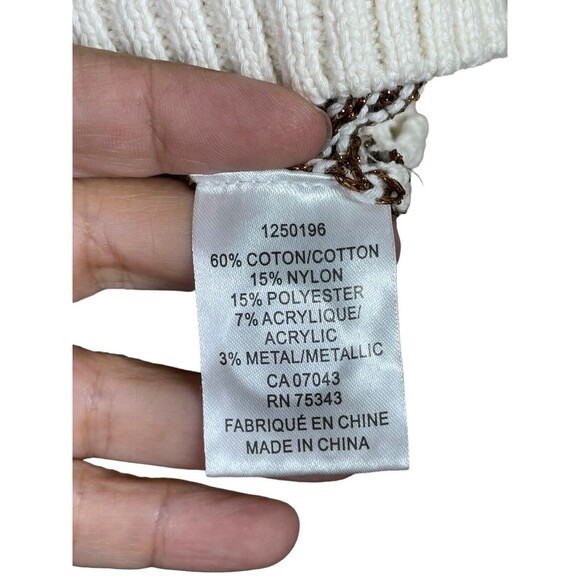 1250196
60% COTON/COTTON
15% NYLON
15% POLYESTER
7% ACRYLIQUE/
ACRYLIC
3% METAL/METALLIC
CA 07043
RN 75343
FABRIQUÉ EN CHINE
MADE IN CHINA